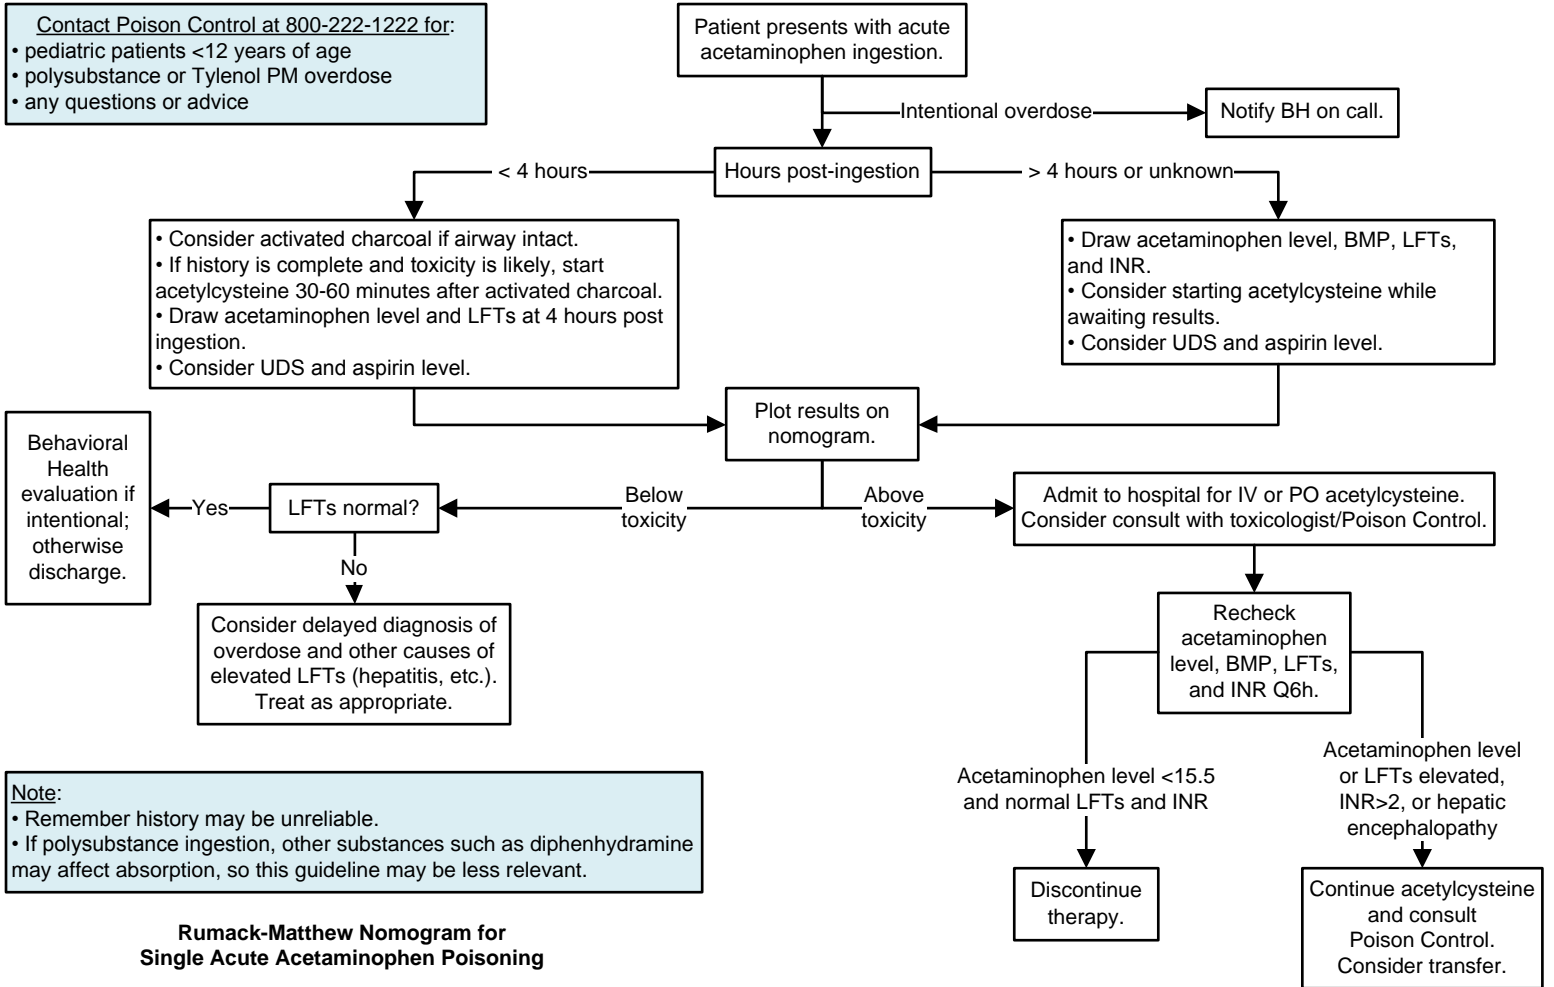 Contact Poison Control at 800-222-1222 for:
• pediatric patients <12 years of age
• polysubstance or Tylenol PM overdose
• any questions or advice
Patient presents with acute
acetaminophen ingestion.
Intentional overdose
Notify BH on call.
Hours post-ingestion
< 4 hours
> 4 hours or unknown
• Consider activated charcoal if airway intact.
• If history is complete and toxicity is likely, start
acetylcysteine 30-60 minutes after activated charcoal.
• Draw acetaminophen level and LFTs at 4 hours post
ingestion.
• Consider UDS and aspirin level.
• Draw acetaminophen level, BMP, LFTs,
and INR.
• Consider starting acetylcysteine while
awaiting results.
• Consider UDS and aspirin level.
Plot results on
nomogram.
Below
toxicity
Above
toxicity
LFTs normal?
Yes
Behavioral
Health
evaluation if
intentional;
otherwise
discharge.
No
Consider delayed diagnosis of
overdose and other causes of
elevated LFTs (hepatitis, etc.).
Treat as appropriate.
Admit to hospital for IV or PO acetylcysteine.
Consider consult with toxicologist/Poison Control.
Recheck
acetaminophen
level, BMP, LFTs,
and INR Q6h.
Acetaminophen level <15.5
and normal LFTs and INR
Acetaminophen level
or LFTs elevated,
INR>2, or hepatic
encephalopathy
Discontinue
therapy.
Continue acetylcysteine
and consult
Poison Control.
Consider transfer.
Note:
• Remember history may be unreliable.
• If polysubstance ingestion, other substances such as diphenhydramine
may affect absorption, so this guideline may be less relevant.
Rumack-Matthew Nomogram for
Single Acute Acetaminophen Poisoning